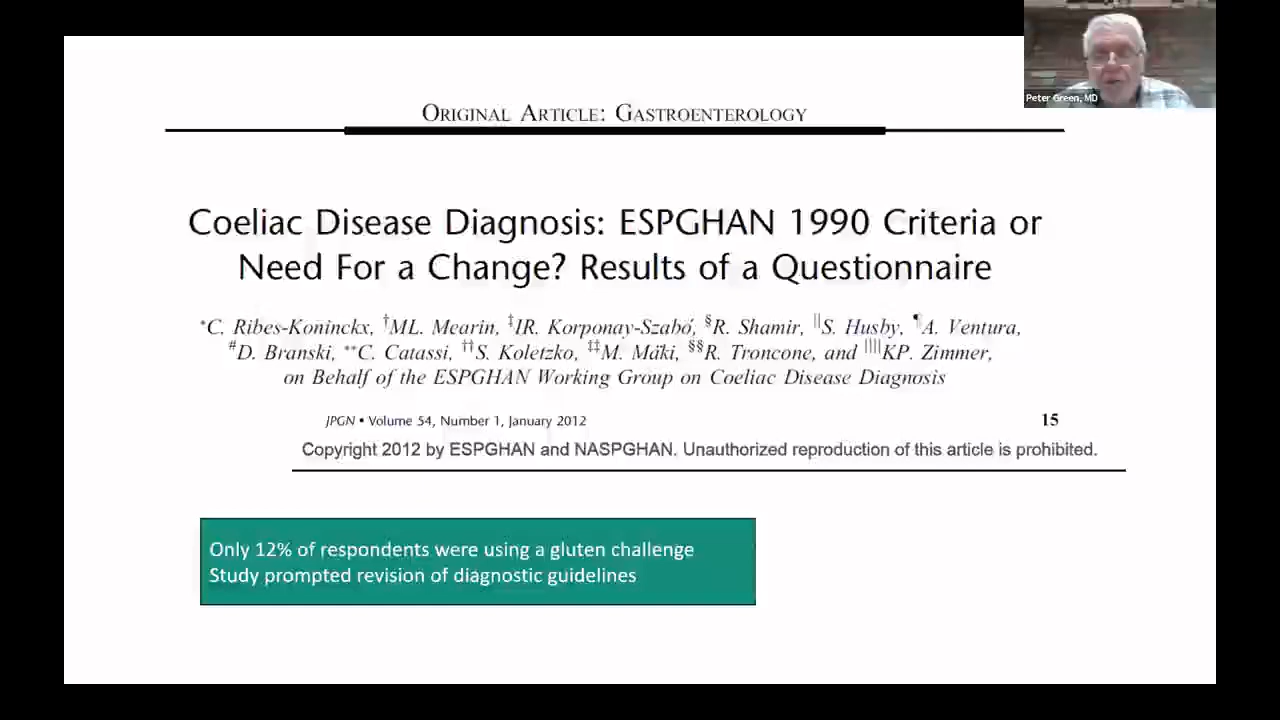 Peter Green, MD
ORIGINAL ARTICLE: GASTROENTEROLOGY
Coeliac Disease Diagnosis: ESPGHAN 1990 Criteria or
Need For a Change? Results of a Questionnaire
*C. Ribes-Koninckx, †ML. Mearin, ‡IR. Korponay-Szabó, §R. Shamir, ||S. Husby, ¶A. Ventura,
#D. Branski, **C. Catassi, ††S. Koletzko, ‡‡M. Mäki, §§R. Troncone, and ||||KP. Zimmer,
on Behalf of the ESPGHAN Working Group on Coeliac Disease Diagnosis
JPGN • Volume 54, Number 1, January 2012 15
Copyright 2012 by ESPGHAN and NASPGHAN. Unauthorized reproduction of this article is prohibited.
Only 12% of respondents were using a gluten challenge
Study prompted revision of diagnostic guidelines